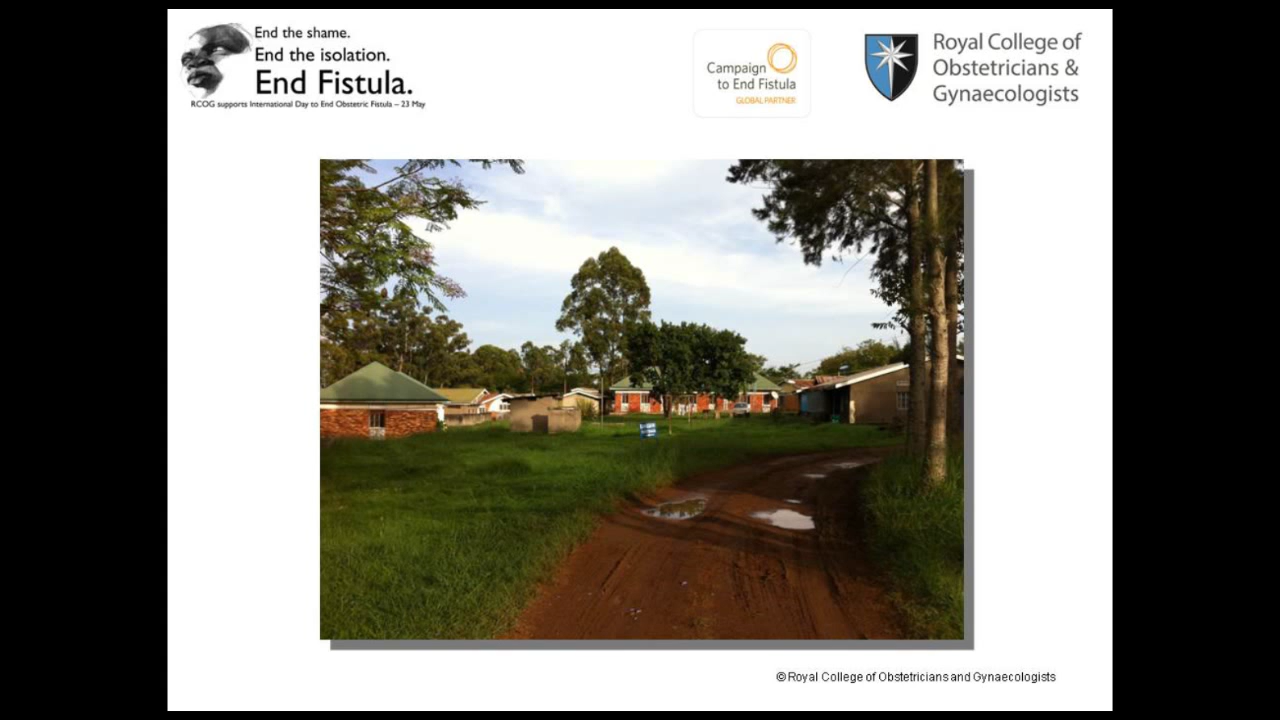 End the shame.
End the isolation.
End Fistula.
RCOG supports International Day to End Obstetric Fistula – 23 May
Campaign
to End Fistula
GLOBAL PARTNER
Royal College of
Obstetricians &
Gynaecologists
©Royal College of Obstetricians and Gynaecologists